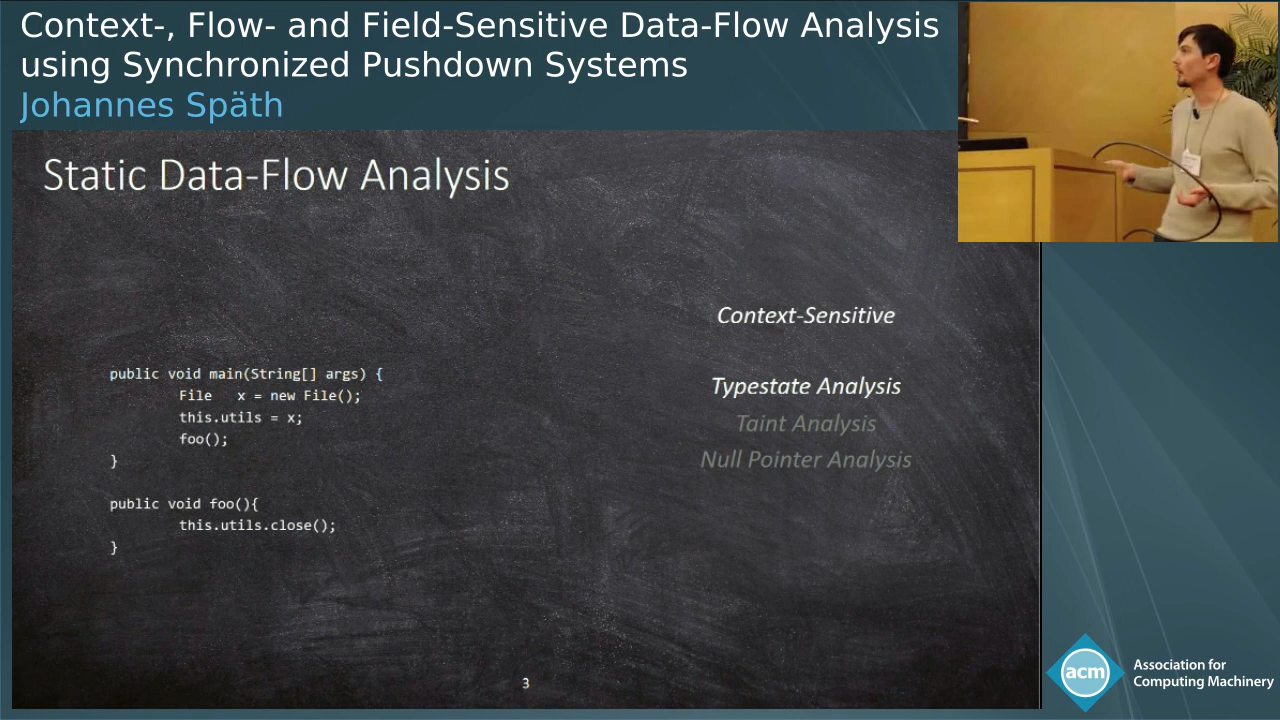 Context-, Flow- and Field-Sensitive Data-Flow Analysis
using Synchronized Pushdown Systems
Johannes Späth
Static Data-Flow Analysis
public void main(String[] args) {
File x = new File();
this.utils = x;
foo();
}
public void foo(){
this.utils.close();
}
Context-Sensitive
Typestate Analysis
Taint Analysis
Null Pointer Analysis
3
acm
Association for
Computing Machinery